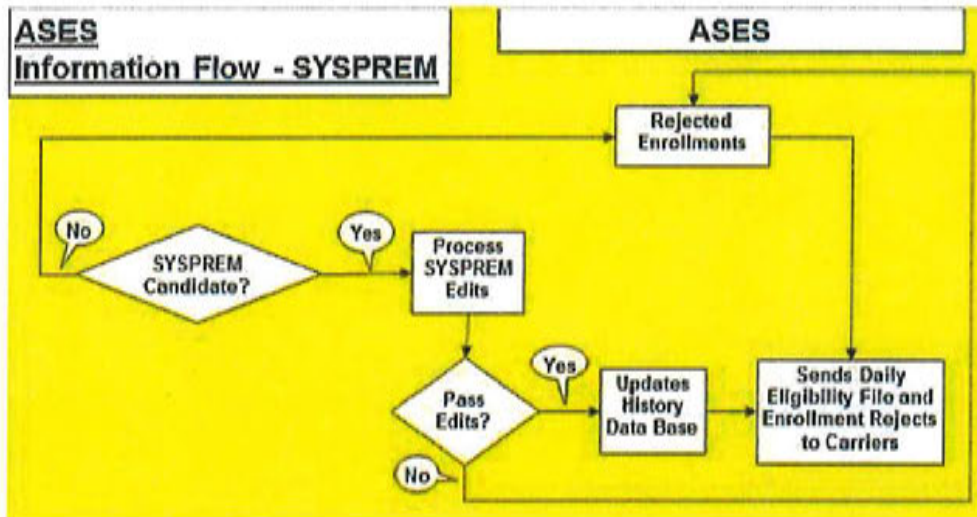 ASES
Information Flow - SYSPREM
ASES
Rejected
Enrollments
No
Yes
SYSPREM
Candidate?
Process
SYSPREM
Edits
Yes
Pass
Edits?
Updates
History
Data Base
Sends Daily
Eligibility File and
Enrollment Rejects
to Carriers
No